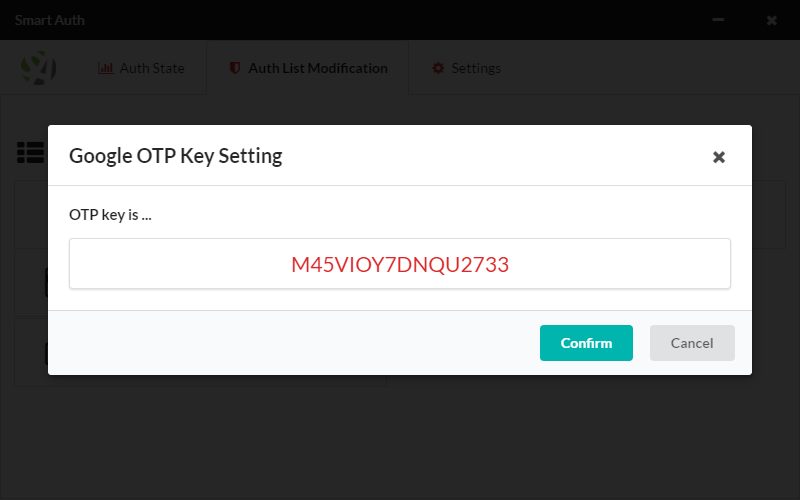 Smart Auth
Auth State
Auth List Modification
Settings
Google OTP Key Setting
OTP key is ...
M45VIOY7DNQU2733
Confirm
Cancel